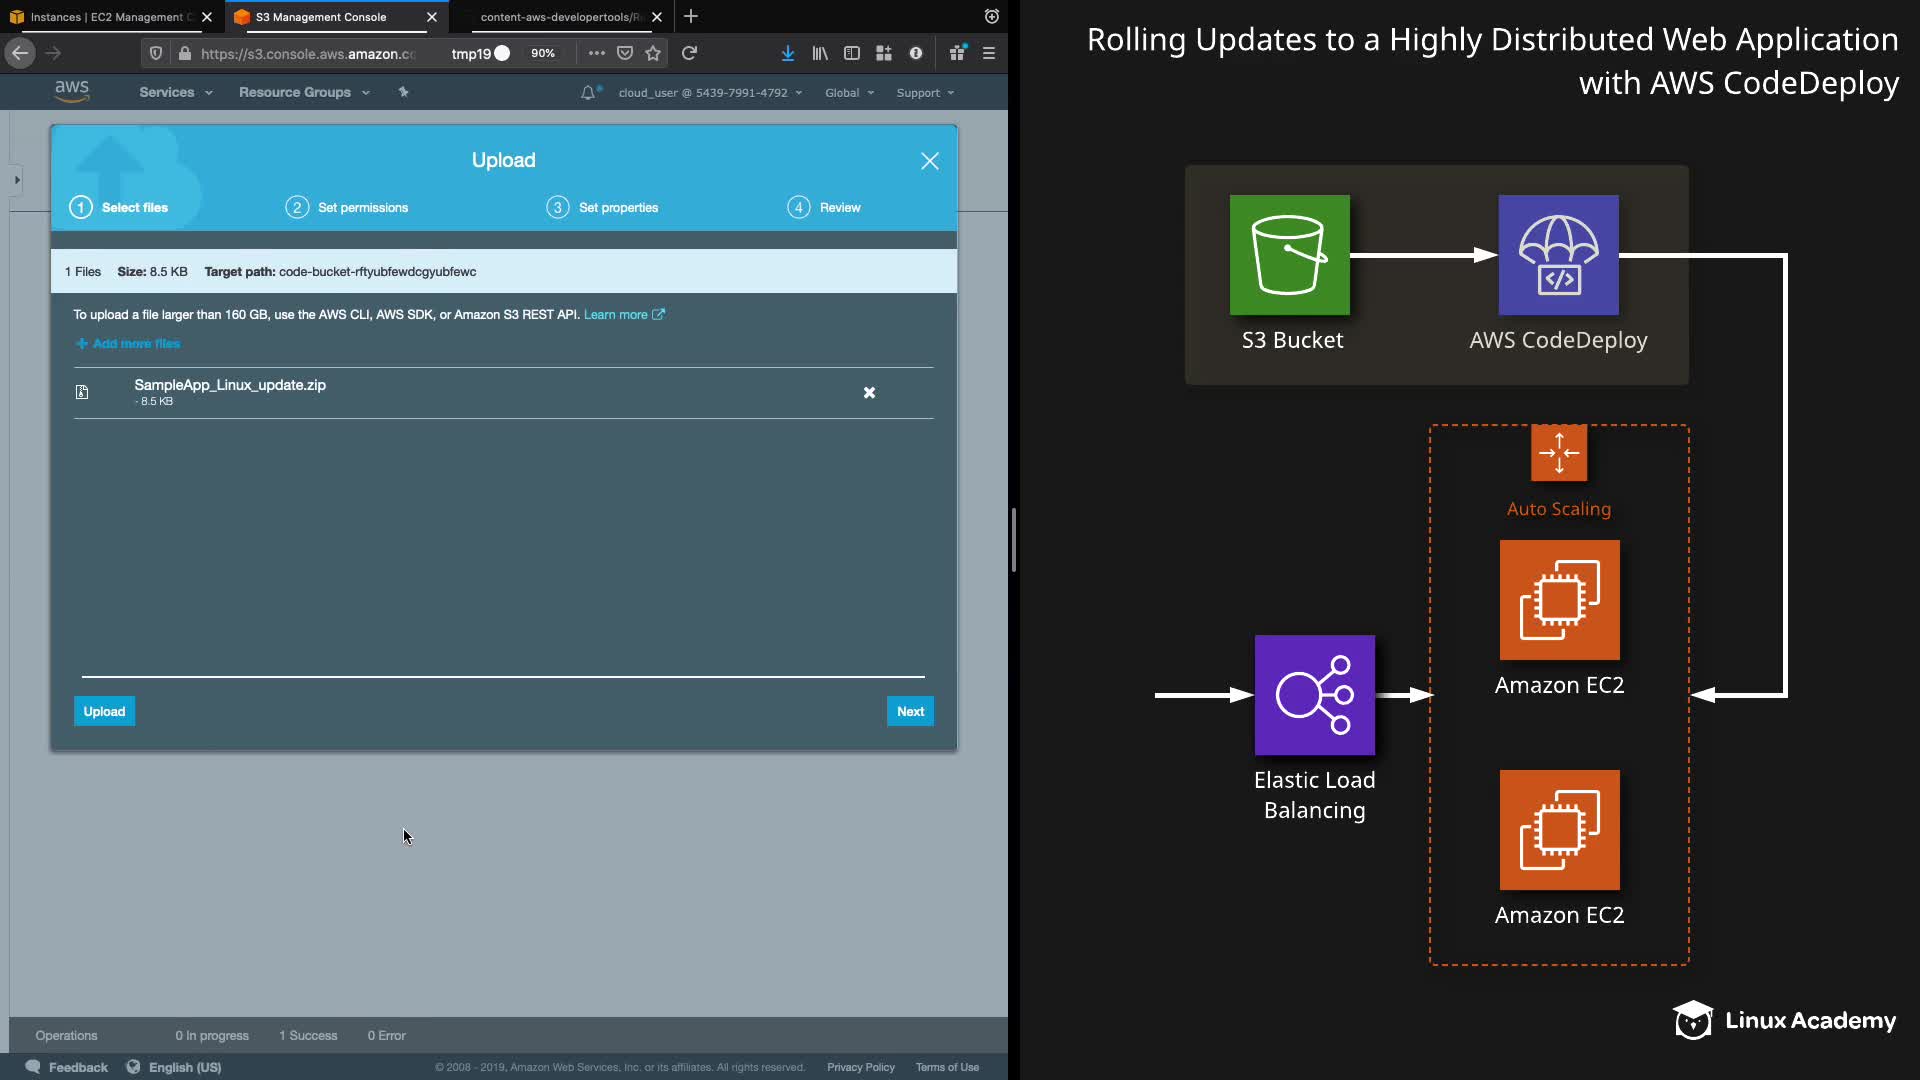 Instances | EC2 Management C
S3 Management Console
content-aws-developertools/R
https://s3.console.aws.amazon.co
tmp19
90%
aws
Services
Resource Groups
cloud_user @ 5439-7991-4792
Global
Support
Upload
1 Select files
2 Set permissions
3 Set properties
4 Review
1 Files Size: 8.5 KB Target path: code-bucket-rftyubfewdcgyubfewc
To upload a file larger than 160 GB, use the AWS CLI, AWS SDK, or Amazon S3 REST API. Learn more
+ Add more files
SampleApp_Linux_update.zip
- 8.5 KB
Upload
Next
Operations
0 In progress
1 Success
0 Error
Feedback
English (US)
© 2008 - 2019, Amazon Web Services, Inc. or its affiliates. All rights reserved.
Privacy Policy
Terms of Use
Rolling Updates to a Highly Distributed Web Application
with AWS CodeDeploy
S3 Bucket
AWS CodeDeploy
Auto Scaling
Amazon EC2
Elastic Load
Balancing
Amazon EC2
Linux Academy